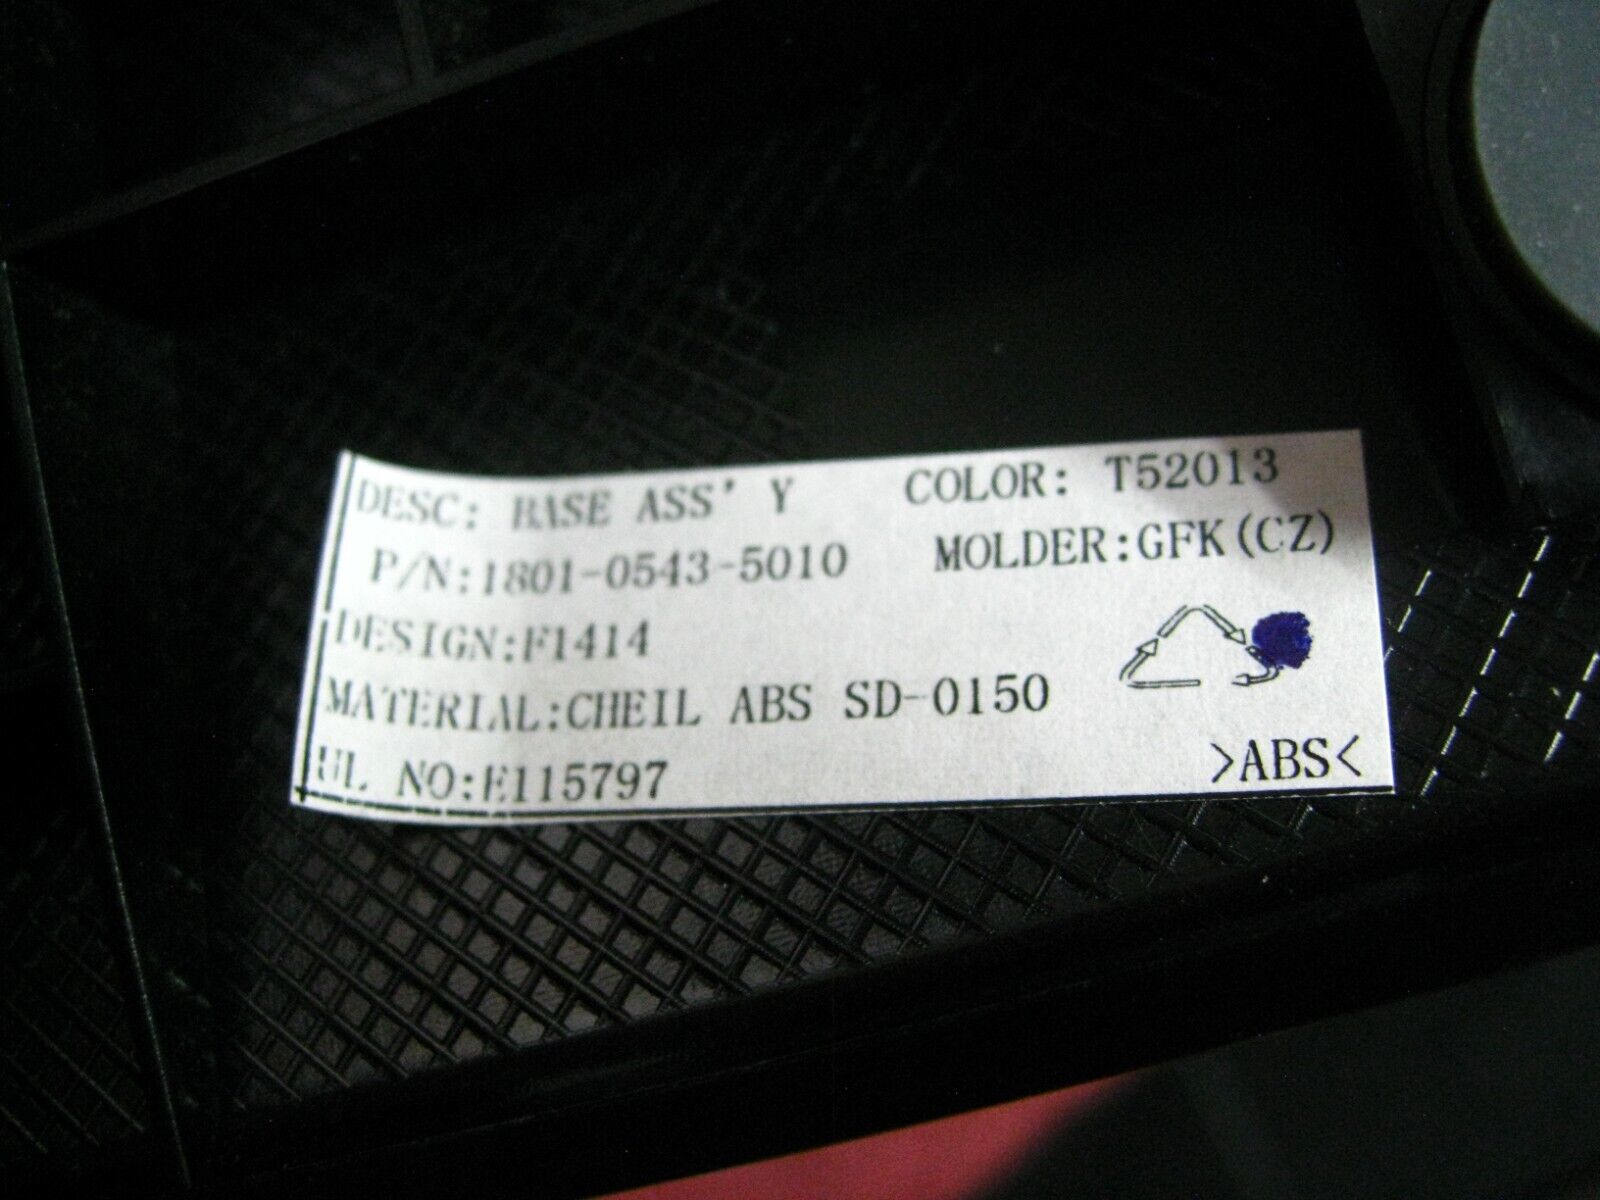 DESC: BASE ASS'Y COLOR: T52013
P/N:1801-0543-5010 MOLDER:GFK(CZ)
DESIGN:F1414
MATERIAL:CHEIL ABS SD-0150
UL NO:E115797 >ABS<